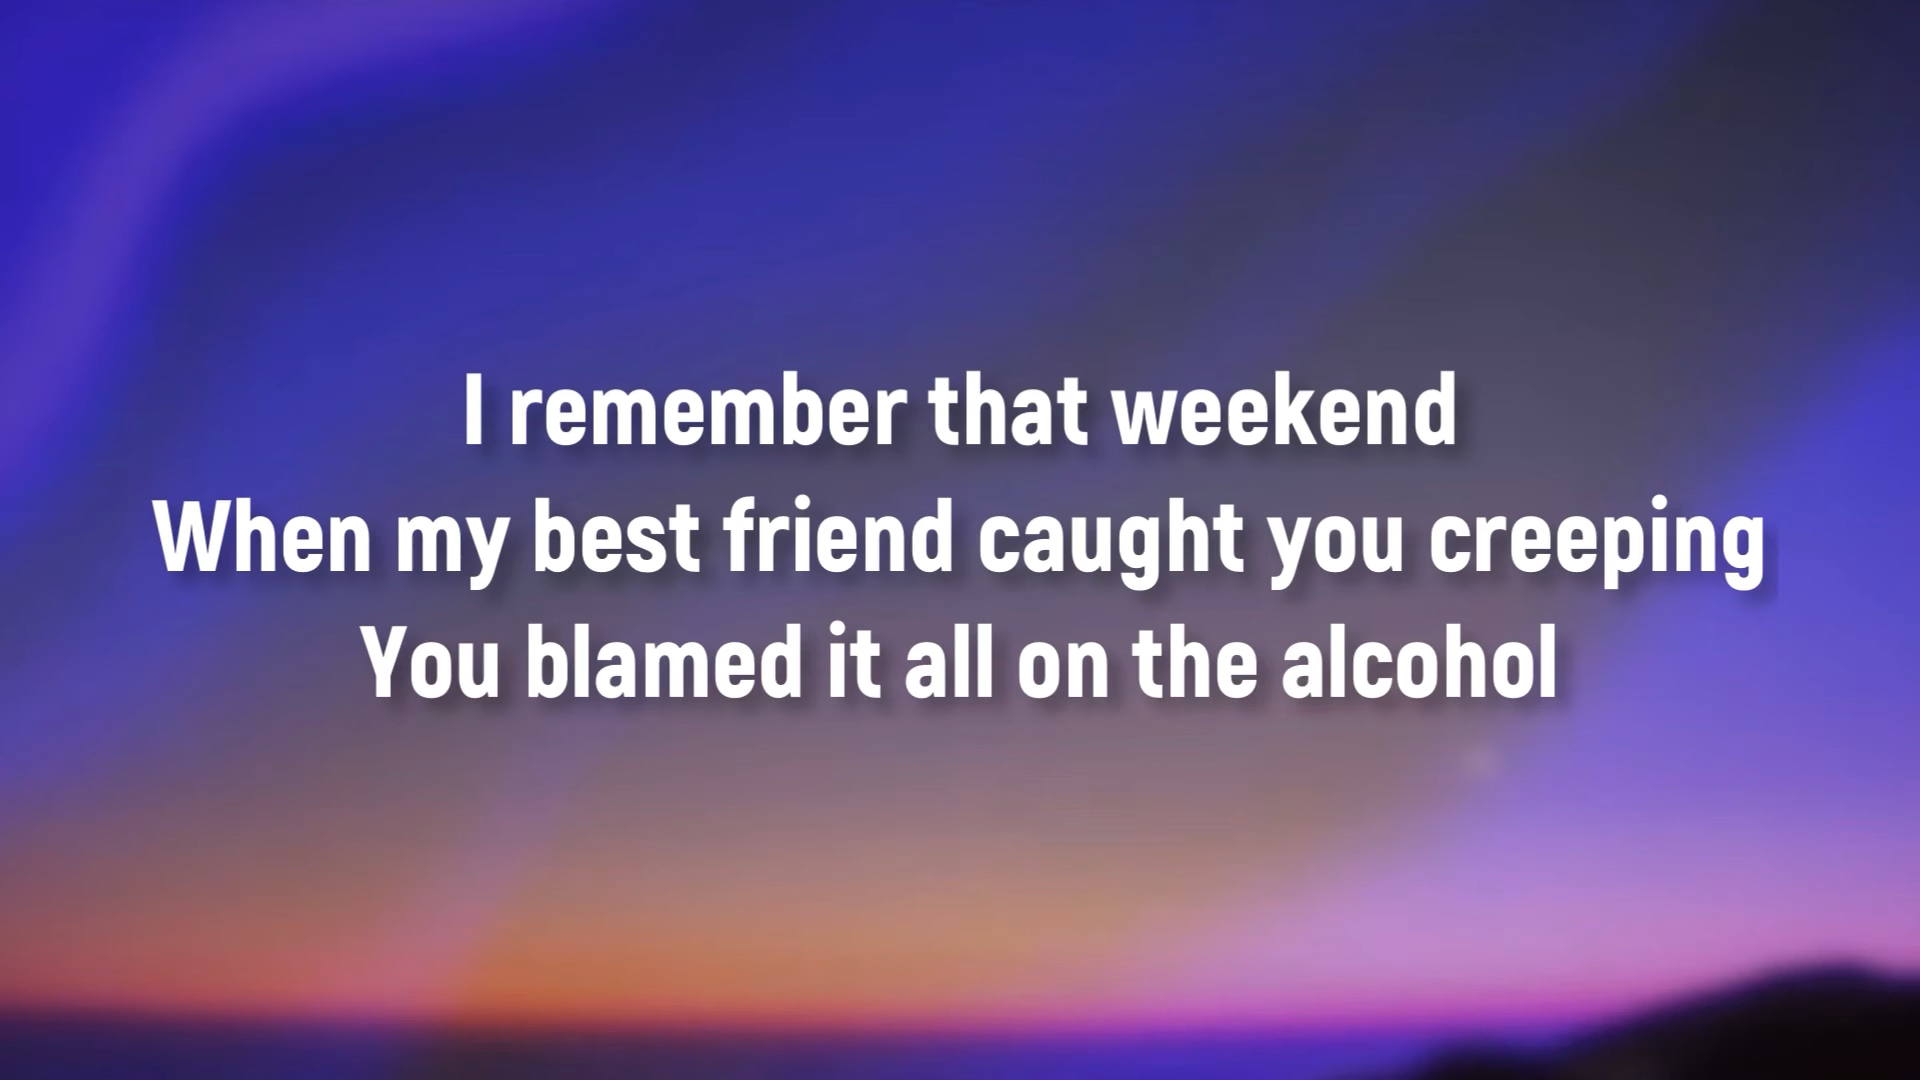 I remember that weekend
When my best friend caught you creeping
You blamed it all on the alcohol